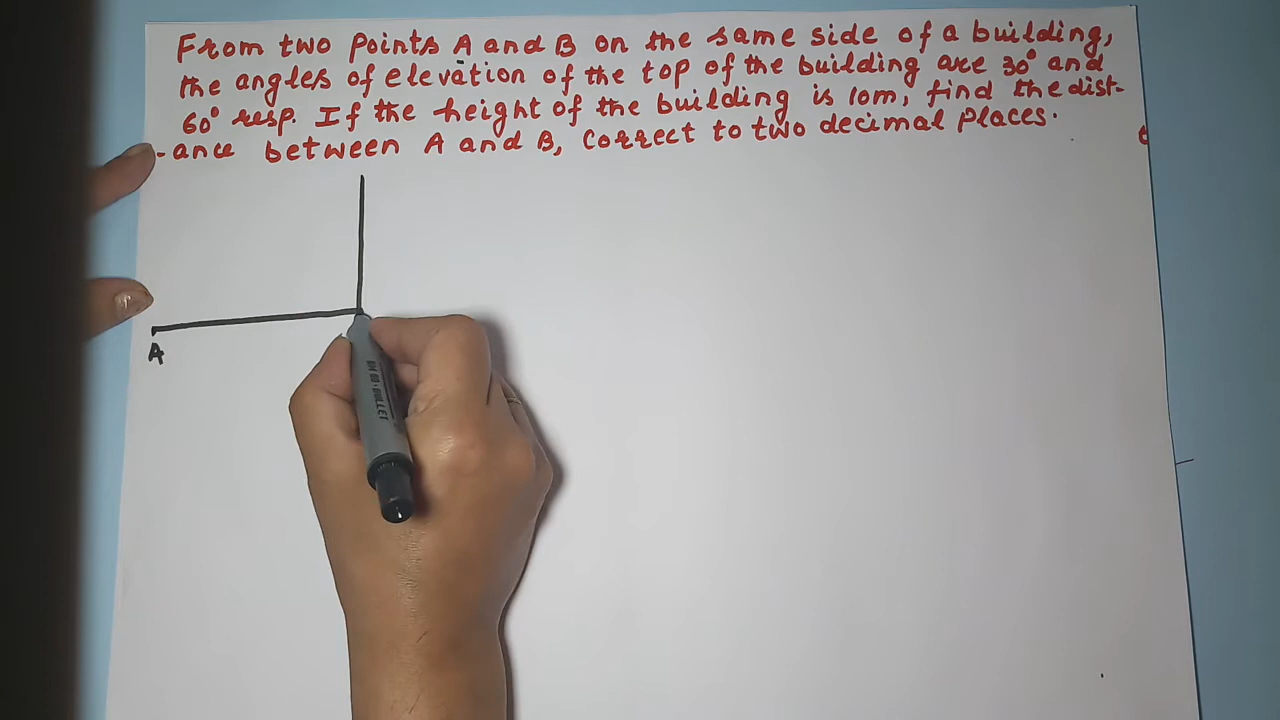 From two points A and B on the same side of a building,
the angles of elevation of the top of the building are 30° and
60° resp. If the height of the building is 10m, find the dist-
-ance between A and B, correct to two decimal places.
A